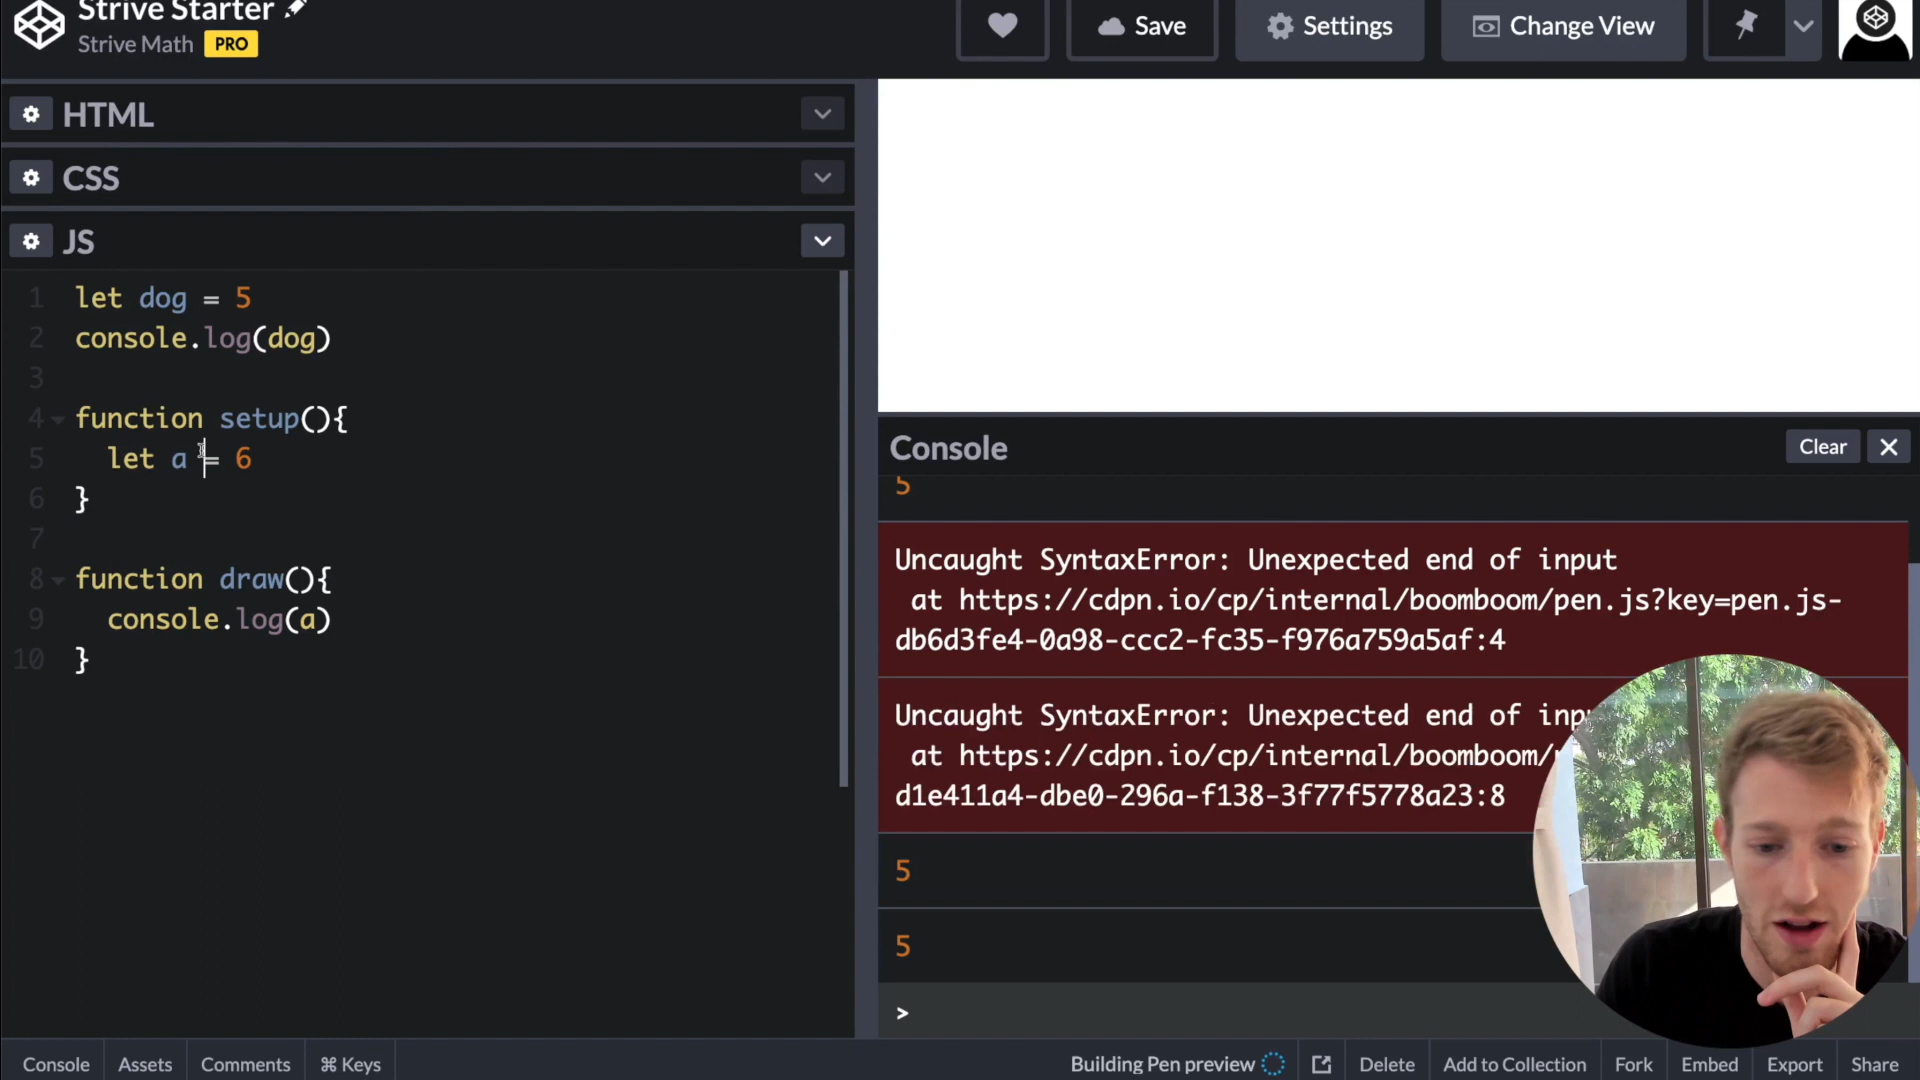 Strive Starter
Strive Math PRO
Save
Settings
Change View
HTML
CSS
JS
1 let dog = 5
2 console.log(dog)
3
4 function setup(){
5 let a = 6
6 }
7
8 function draw(){
9 console.log(a)
10 }
Console
Clear
5
Uncaught SyntaxError: Unexpected end of input
at https://cdpn.io/cp/internal/boomboom/pen.js?key=pen.js-
db6d3fe4-0a98-ccc2-fc35-f976a759a5af:4
Uncaught SyntaxError: Unexpected end of
at https://cdpn.io/cp/internal/boomboom/
d1e411a4-dbe0-296a-f138-3f77f5778a23:8
5
5
>
Console Assets Comments ⌘ Keys
Building Pen preview Delete Add to Collection Fork Embed Export Share